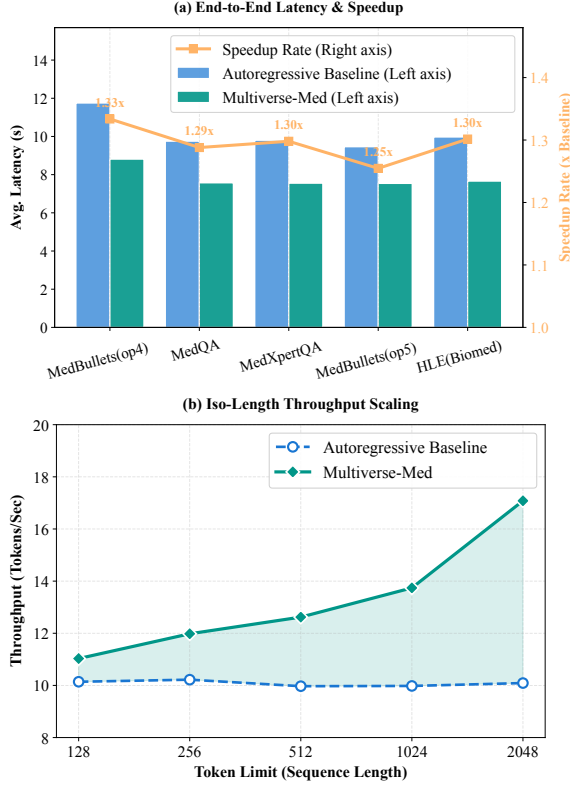 (a) End-to-End Latency & Speedup
Speedup Rate (Right axis)
Autoregressive Baseline (Left axis)
Multiverse-Med (Left axis)
14
12
10
8
6
4
2
0
Avg. Latency (s)
1.33x
1.29x
1.30x
1.25x
1.30x
1.4
1.3
1.2
1.1
1.0
Speedup Rate (x Baseline)
MedBullets(op4)
MedQA
MedXpertQA
MedBullets(op5)
HLE(Biomed)
(b) Iso-Length Throughput Scaling
Autoregressive Baseline
Multiverse-Med
20
18
16
14
12
10
8
Throughput (Tokens/Sec)
128
256
512
1024
2048
Token Limit (Sequence Length)